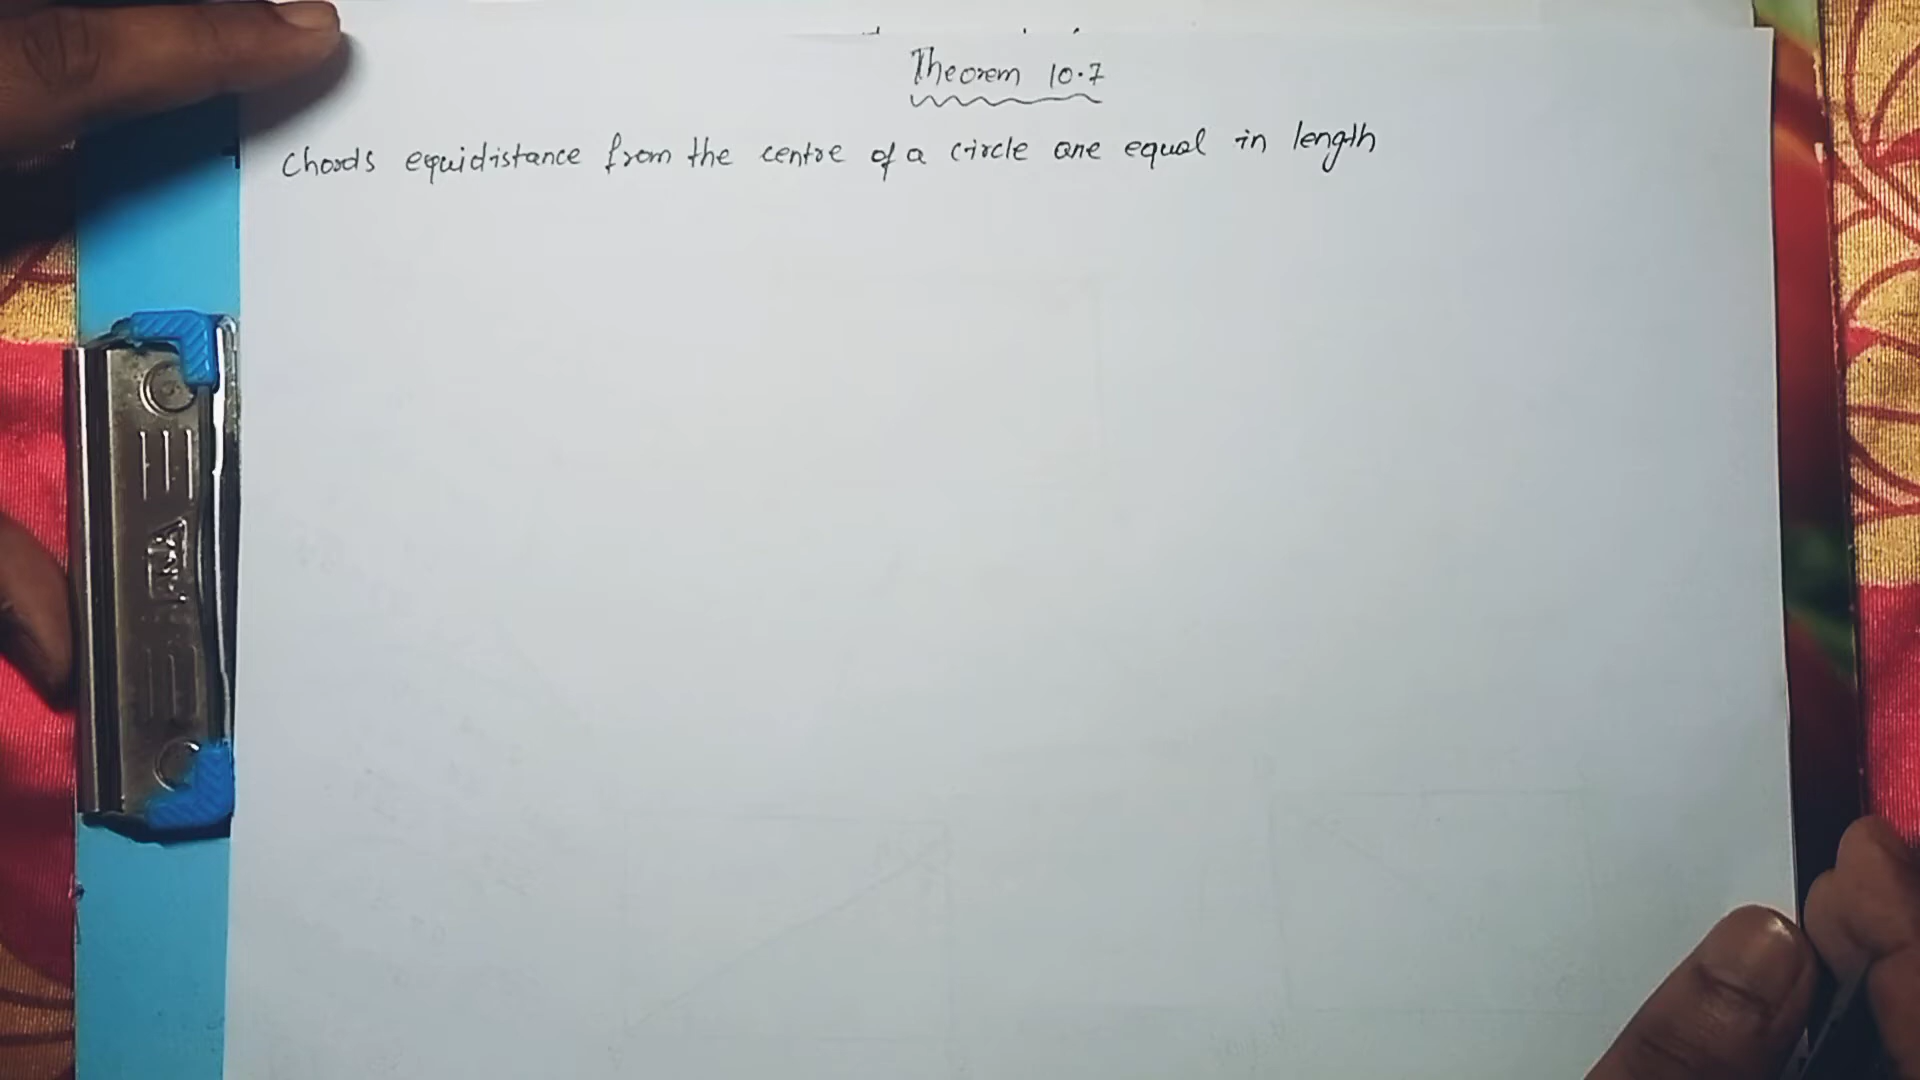 Theorem 10.7
Chords equidistance from the centre of a circle are equal in length